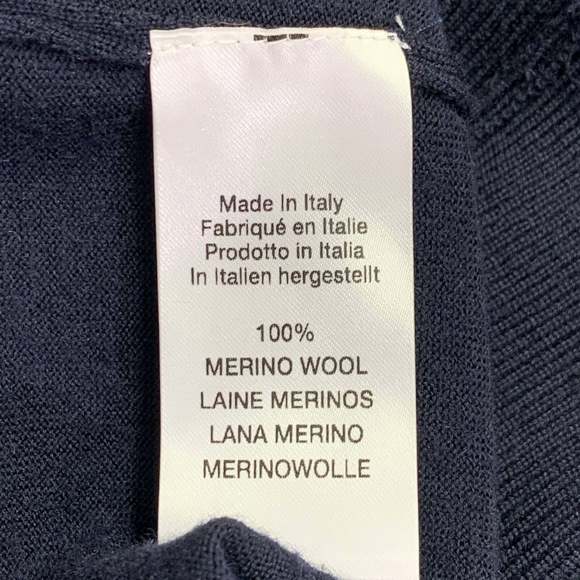 Made In Italy
Fabriqué en Italie
Prodotto in Italia
In Italien hergestellt
100%
MERINO WOOL
LAINE MERINOS
LANA MERINO
MERINOWOLLE